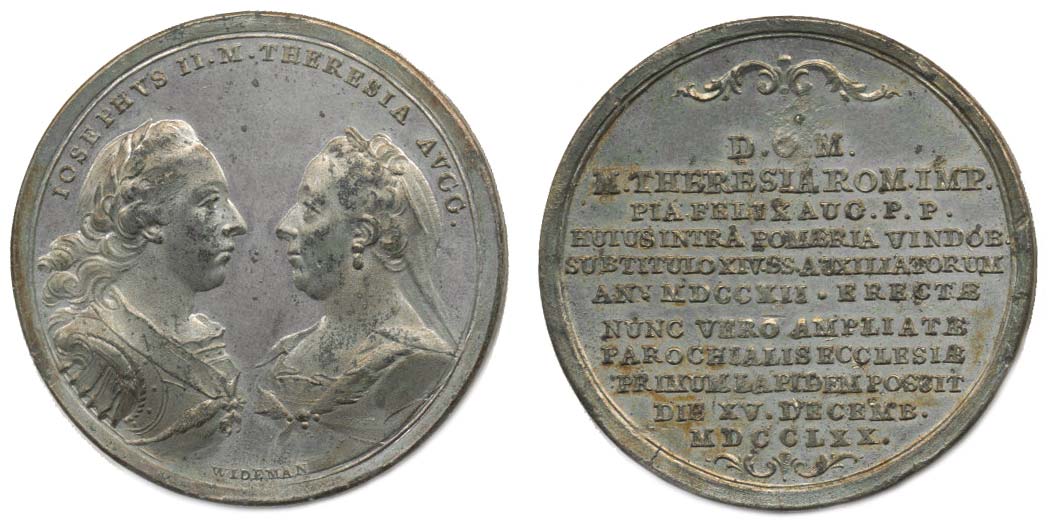 IOSEPHVS II. M. THERESIA AVGG.
WIDEMAN
D. O. M.
M. THERESIA ROM. IMP.
PIA FELIX AUG. P. P.
HUIUS INTRA POMERIA VINDOB.
SUB TITULO XIV SS. AUXILIATORUM
AN. MDCCXII. ERECTÆ
NUNC VERO AMPLIATÆ
PAROCHIALIS ECCLESIÆ
PRIMUM LAPIDEM POSUIT
DIE XV. DECEMB.
MDCCLXX.